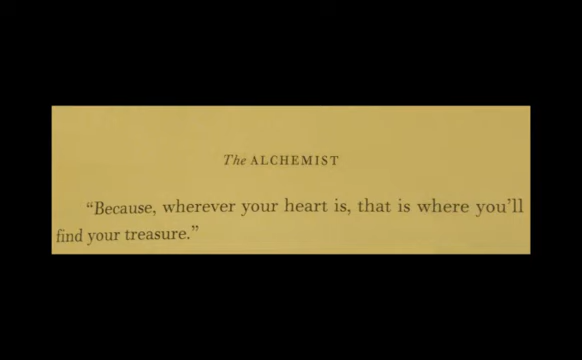 The ALCHEMIST
“Because, wherever your heart is, that is where you’ll
find your treasure.”